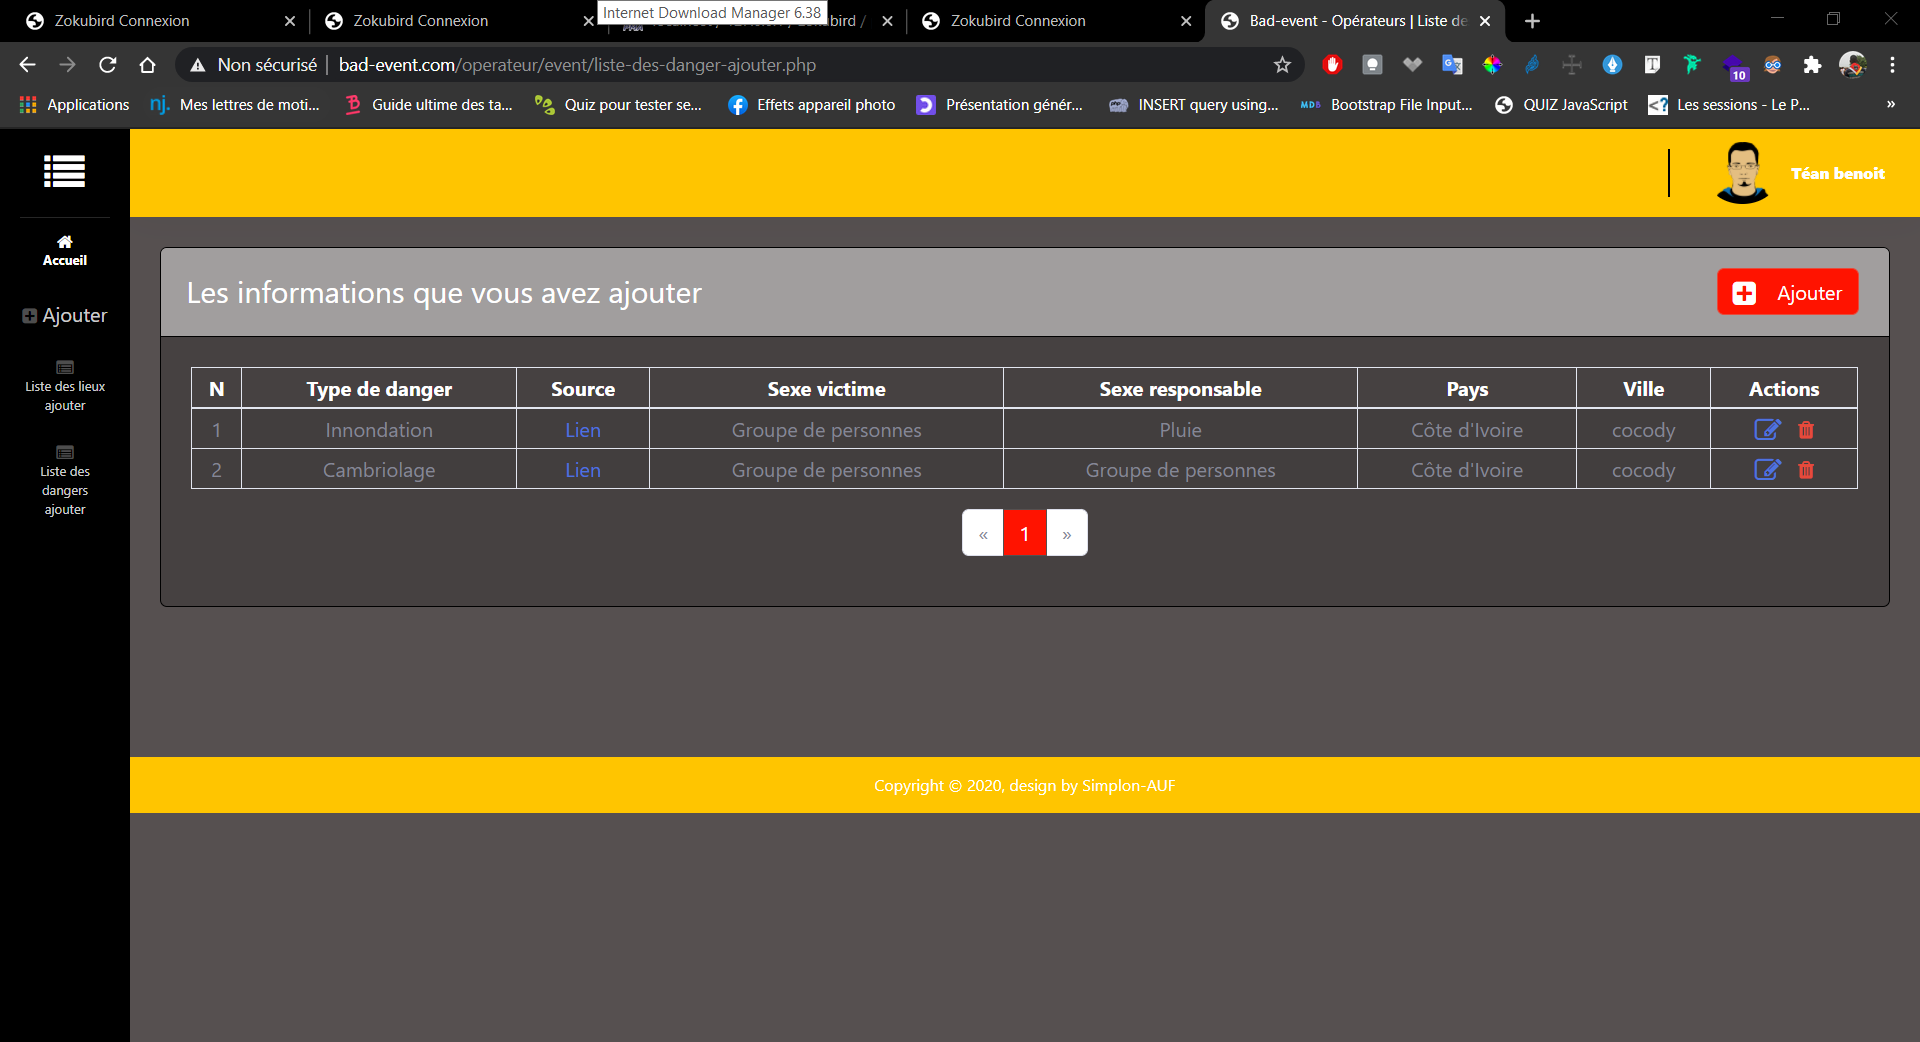 Zokubird Connexion
Zokubird Connexion
Internet Download Manager 6.38
Zokubird Connexion
Bad-event - Opérateurs | Liste de
Non sécurisé
bad-event.com/operateur/event/liste-des-danger-ajouter.php
10
Applications
nj. Mes lettres de moti...
Guide ultime des ta...
Quiz pour tester se...
Effets appareil photo
Présentation génér...
php INSERT query using...
MDB Bootstrap File Input...
QUIZ JavaScript
<? Les sessions - Le P...
»
Téan benoit
Accueil
Ajouter
Liste des lieux
ajouter
Liste des
dangers
ajouter
Les informations que vous avez ajouter
Ajouter
N Type de danger Source Sexe victime Sexe responsable Pays Ville Actions
1 Innondation Lien Groupe de personnes Pluie Côte d'Ivoire cocody
2 Cambriolage Lien Groupe de personnes Groupe de personnes Côte d'Ivoire cocody
« 1 »
Copyright © 2020, design by Simplon-AUF